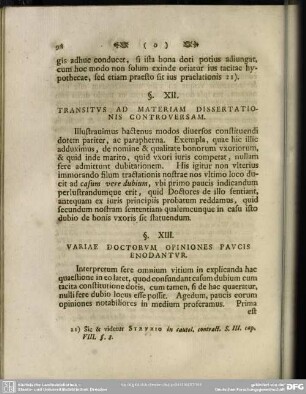 98 ( o )
gis adhuc conducet, si ista bona doti potius adiungat,
cum hoc modo non solum exinde oriatur ius tacitae hy-
pothecae, sed etiam praesto sit ius praelationis 21).
§. XII.
TRANSITVS AD MATERIAM DISSERTATIO-
NIS CONTROVERSAM.
Illustrauimus hactenus modos diuersos constituendi
dotem pariter, ac parapherna. Exempla, quae hic illic
adduximus, de nomine & qualitate bonorum vxoriorum,
& quid inde marito, quid vxori iuris competat, nullam
fere admittunt dubitationem. His igitur non vlterius
immorando filum tractationis nostrae nos vltimo loco du-
cit ad casum vere dubium, vbi primo paucis indicandum
perlustrandumque erit, quid Doctores de illo sentiant,
antequam ex iuris principiis probatum reddamus, quid
secundum nostram sententiam qualemcunque in casu isto
dubio de bonis vxoris sit statuendum.
§. XIII.
VARIAE DOCTORVM OPINIONES PAVCIS
ENODANTVR.
Interpretum fere omnium vitium in explicanda hac
quaestione in eo latet, quod confundant casum dubium cum
tacita constitutione dotis, cum tamen, si de hac quaeritur,
nulli fere dubio locus esse possit. Agedum, paucis eorum
opiniones notabiliores in medium proferamus. Prima
est
21) Sic & videtur STRYKIO in cautel. contract. S. III. cap.
VIII. §. 2.